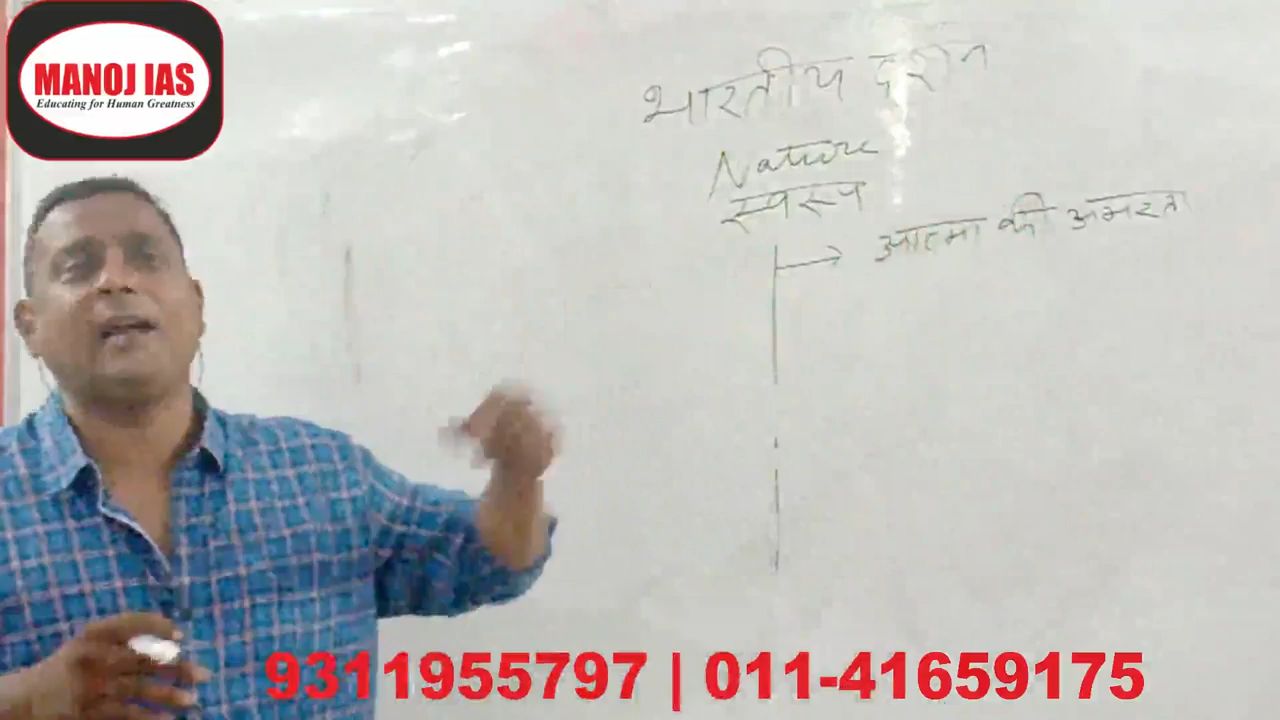 MANOJ IAS
Educating for Human Greatness
भारतीय दर्शन
Nature
स्वरूप
आत्मा की अमरता
9311955797 | 011-41659175